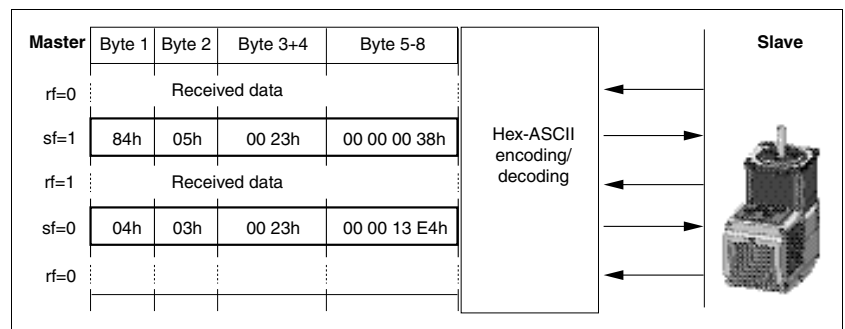 Master Byte 1 Byte 2 Byte 3+4 Byte 5-8 Slave
rf=0 Received data
sf=1 84h 05h 00 23h 00 00 00 38h
Hex-ASCII
encoding/
decoding
rf=1 Received data
sf=0 04h 03h 00 23h 00 00 13 E4h
rf=0